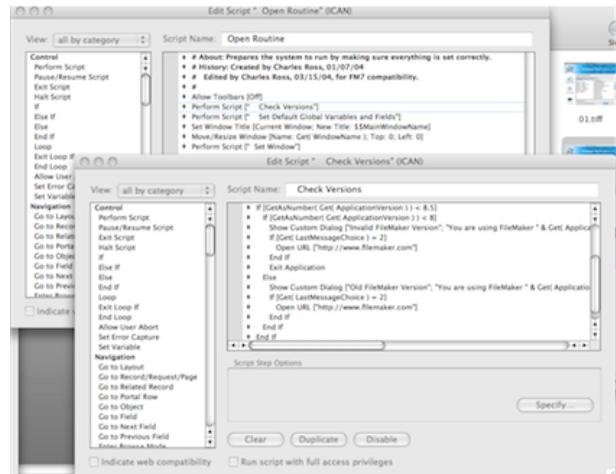 Edit Script " Open Routine" (ICAN)
View: all by category
Script Name: Open Routine
Control
Perform Script
Pause/Resume Script
Exit Script
Halt Script
If
Else If
Else
End If
Loop
Exit Loop If
End Loop
Allow User
Set Error Ca
Set Variable
Navigation
Go to Layou
Go to Recor
Go to Relat
Go to Portal
Go to Objec
Go to Field
Go to Next
Go to Previo
Enter Brows
Indicate
# About: Prepares the system to run by making sure everything is set correctly.
# History: Created by Charles Ross, 01/07/04
# Edited by Charles Ross, 03/15/04, for FM7 compatibility.
#
Allow Toolbars [Off]
Perform Script [" Check Versions"]
Perform Script [" Set Default Global Variables and Fields"]
Set Window Title [Current Window; New Title: $$MainWindowName]
Move/Resize Window [Name: Get( WindowName ); Top: 0; Left: 0]
Perform Script [" Set Window"]
01.tiff
Edit Script " Check Versions" (ICAN)
View: all by category
Script Name: Check Versions
Control
Perform Script
Pause/Resume Script
Exit Script
Halt Script
If
Else If
Else
End If
Loop
Exit Loop If
End Loop
Allow User Abort
Set Error Capture
Set Variable
Navigation
Go to Layout
Go to Record/Request/Page
Go to Related Record
Go to Portal Row
Go to Object
Go to Field
Go to Next Field
Go to Previous Field
Enter Browse Mode
If [GetAsNumber( Get( ApplicationVersion ) ) < 8.5]
If [GetAsNumber( Get( ApplicationVersion ) ) < 8]
Show Custom Dialog ["Invalid FileMaker Version"; "You are using FileMaker " & Get( Applica
If [Get( LastMessageChoice ) = 2]
Open URL ["http://www.filemaker.com"]
End If
Exit Application
Else
Show Custom Dialog ["Old FileMaker Version"; "You are using FileMaker " & Get( Applicatio
If [Get( LastMessageChoice ) = 2]
Open URL ["http://www.filemaker.com"]
End If
End If
End If
Script Step Options
Specify...
Clear
Duplicate
Disable
Indicate web compatibility
Run script with full access privileges